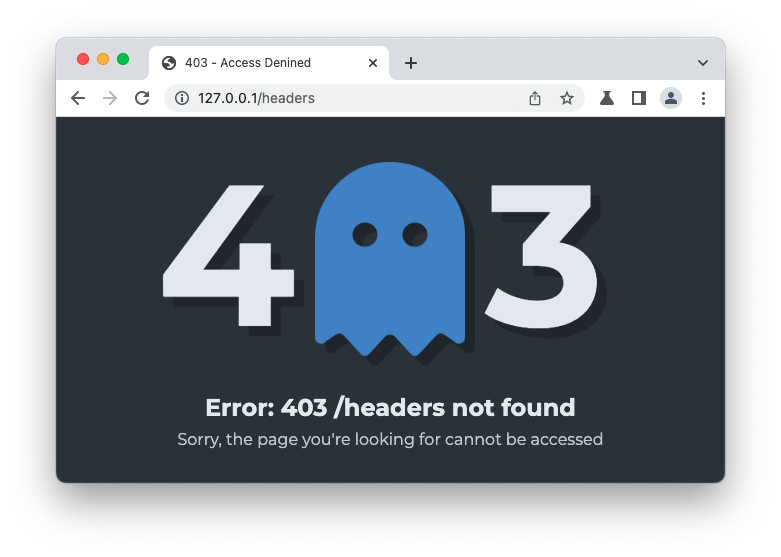 403 - Access Denined
127.0.0.1/headers
4 3
Error: 403 /headers not found
Sorry, the page you're looking for cannot be accessed